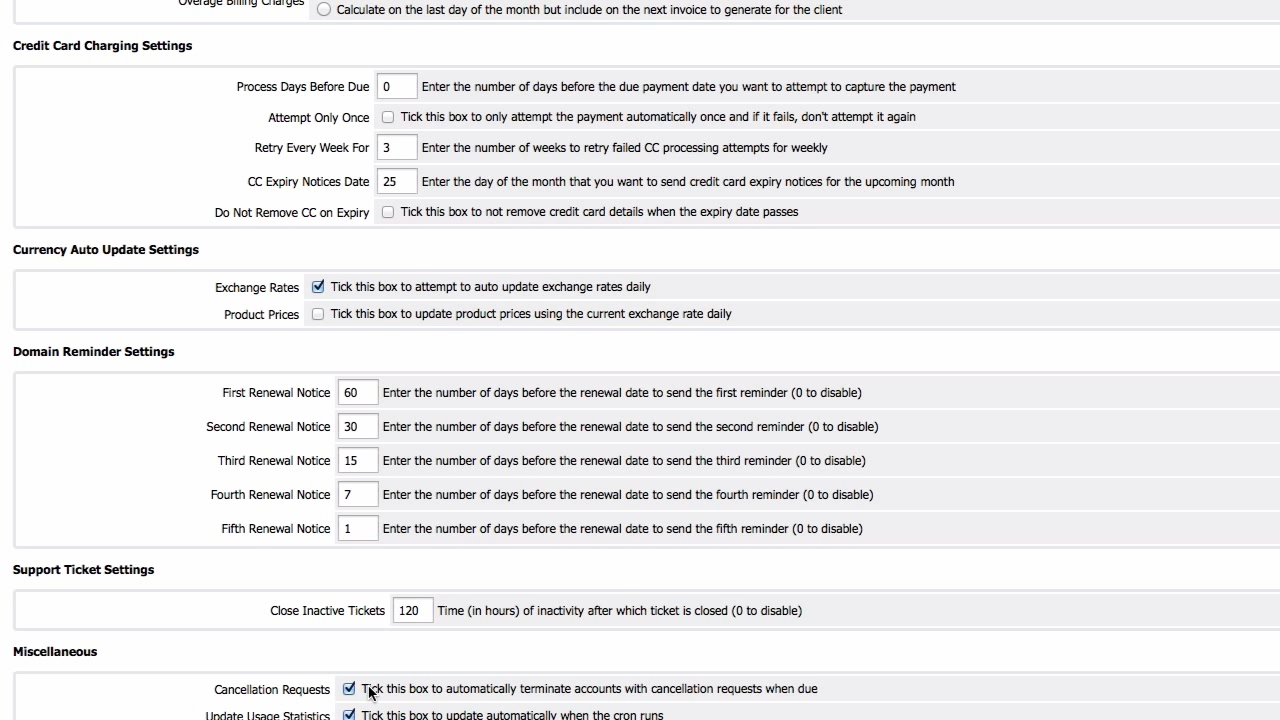 Overage Billing Charges
Calculate on the last day of the month but include on the next invoice to generate for the client
Credit Card Charging Settings
Process Days Before Due 0 Enter the number of days before the due payment date you want to attempt to capture the payment
Attempt Only Once Tick this box to only attempt the payment automatically once and if it fails, don't attempt it again
Retry Every Week For 3 Enter the number of weeks to retry failed CC processing attempts for weekly
CC Expiry Notices Date 25 Enter the day of the month that you want to send credit card expiry notices for the upcoming month
Do Not Remove CC on Expiry Tick this box to not remove credit card details when the expiry date passes
Currency Auto Update Settings
Exchange Rates Tick this box to attempt to auto update exchange rates daily
Product Prices Tick this box to update product prices using the current exchange rate daily
Domain Reminder Settings
First Renewal Notice 60 Enter the number of days before the renewal date to send the first reminder (0 to disable)
Second Renewal Notice 30 Enter the number of days before the renewal date to send the second reminder (0 to disable)
Third Renewal Notice 15 Enter the number of days before the renewal date to send the third reminder (0 to disable)
Fourth Renewal Notice 7 Enter the number of days before the renewal date to send the fourth reminder (0 to disable)
Fifth Renewal Notice 1 Enter the number of days before the renewal date to send the fifth reminder (0 to disable)
Support Ticket Settings
Close Inactive Tickets 120 Time (in hours) of inactivity after which ticket is closed (0 to disable)
Miscellaneous
Cancellation Requests Tick this box to automatically terminate accounts with cancellation requests when due
Update Usage Statistics Tick this box to update automatically when the cron runs